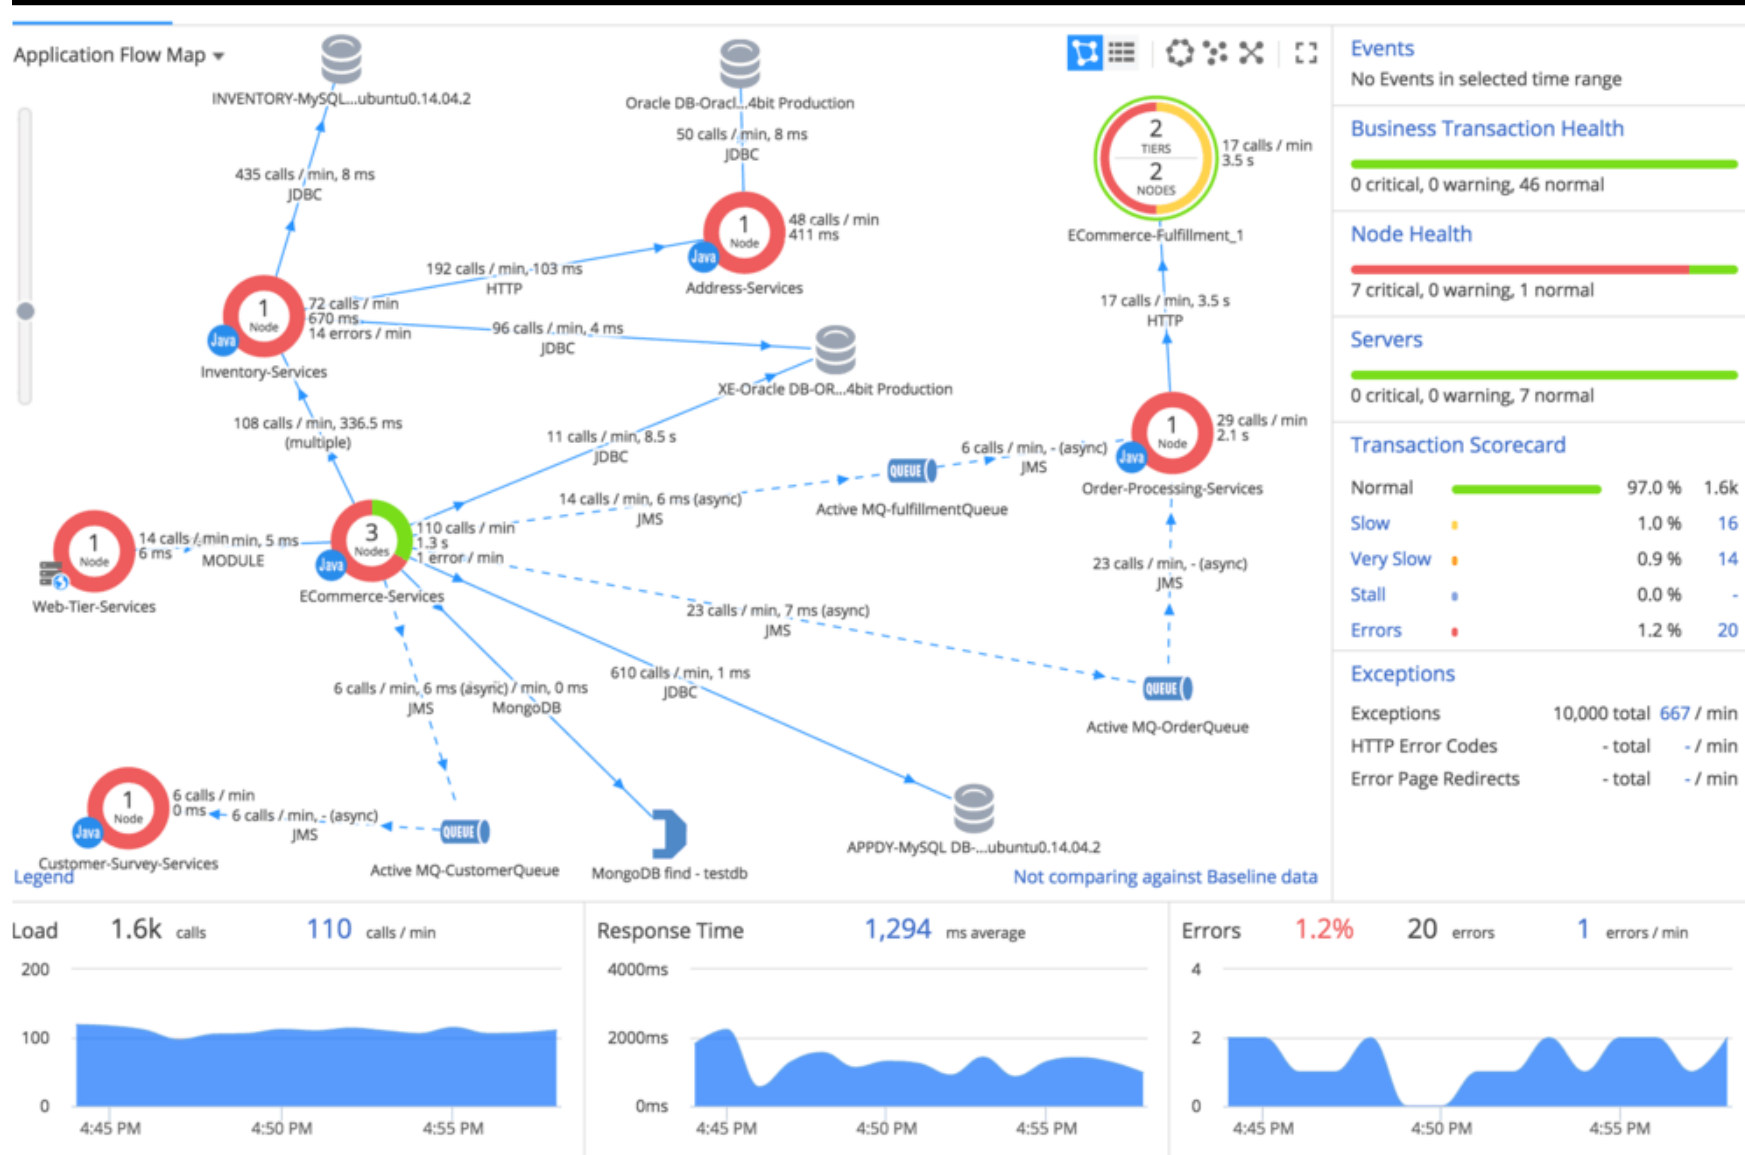 Application Flow Map
INVENTORY-MySQL...ubuntu0.14.04.2
435 calls / min, 8 ms
JDBC
Oracle DB-Oracl...4bit Production
50 calls / min, 8 ms
JDBC
1
Node
Java
48 calls / min
411 ms
Address-Services
192 calls / min, 103 ms
HTTP
1
Node
Java
72 calls / min
670 ms
14 errors / min
Inventory-Services
96 calls / min, 4 ms
JDBC
XE-Oracle DB-OR...4bit Production
2
TIERS
2
NODES
17 calls / min
3.5 s
ECommerce-Fulfillment_1
17 calls / min, 3.5 s
HTTP
108 calls / min, 336.5 ms
(multiple)
11 calls / min, 8.5 s
JDBC
1
Node
Java
29 calls / min
2.1 s
Order-Processing-Services
6 calls / min, - (async)
JMS
QUEUE
Active MQ-fulfillmentQueue
14 calls / min, 6 ms (async)
JMS
1
Node
14 calls / min
6 ms
Web-Tier-Services
min, 5 ms
MODULE
3
Nodes
Java
110 calls / min
1.3 s
1 error / min
ECommerce-Services
23 calls / min, - (async)
JMS
23 calls / min, 7 ms (async)
JMS
QUEUE
Active MQ-OrderQueue
610 calls / min, 1 ms
JDBC
6 calls / min, 6 ms (async)
JMS
/ min, 0 ms
MongoDB
1
Node
Java
6 calls / min
0 ms
Customer-Survey-Services
6 calls / min, - (async)
JMS
QUEUE
Active MQ-CustomerQueue
MongoDB find - testdb
APPDY-MySQL DB-...ubuntu0.14.04.2
Legend
Not comparing against Baseline data
Events
No Events in selected time range
Business Transaction Health
0 critical, 0 warning, 46 normal
Node Health
7 critical, 0 warning, 1 normal
Servers
0 critical, 0 warning, 7 normal
Transaction Scorecard
Normal 97.0 % 1.6k
Slow 1.0 % 16
Very Slow 0.9 % 14
Stall 0.0 % -
Errors 1.2 % 20
Exceptions
Exceptions 10,000 total 667 / min
HTTP Error Codes - total - / min
Error Page Redirects - total - / min
Load 1.6k calls 110 calls / min
200
100
0
4:45 PM 4:50 PM 4:55 PM
Response Time 1,294 ms average
4000ms
2000ms
0ms
4:45 PM 4:50 PM 4:55 PM
Errors 1.2% 20 errors 1 errors / min
4
2
0
4:45 PM 4:50 PM 4:55 PM